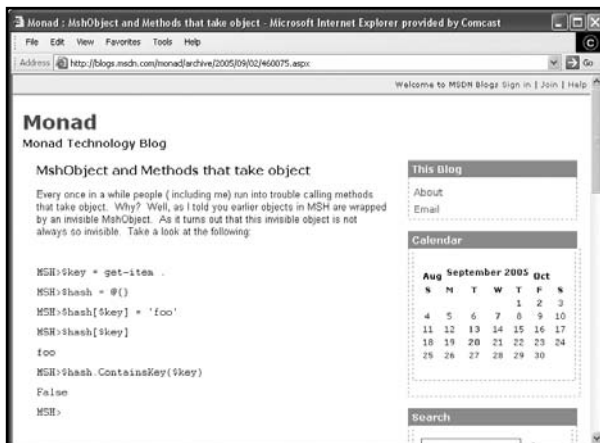 Monad : MshObject and Methods that take object - Microsoft Internet Explorer provided by Comcast
File Edit View Favorites Tools Help
Address http://blogs.msdn.com/monad/archive/2005/09/02/460075.aspx Go
Welcome to MSDN Blogs Sign in | Join | Help
Monad
Monad Technology Blog
MshObject and Methods that take object
Every once in a while people ( including me) run into trouble calling methods
that take object. Why? Well, as I told you earlier objects in MSH are wrapped
by an invisible MshObject. As it turns out that this invisible object is not
always so invisible. Take a look at the following:
MSH>$key = get-item .
MSH>$hash = @{}
MSH>$hash[$key] = 'foo'
MSH>$hash[$key]
foo
MSH>$hash.ContainsKey($key)
False
MSH>
This Blog
About
Email
Calendar
Aug September 2005 Oct
S M T W T F S
1 2 3
4 5 6 7 8 9 10
11 12 13 14 15 16 17
18 19 20 21 22 23 24
25 26 27 28 29 30
Search